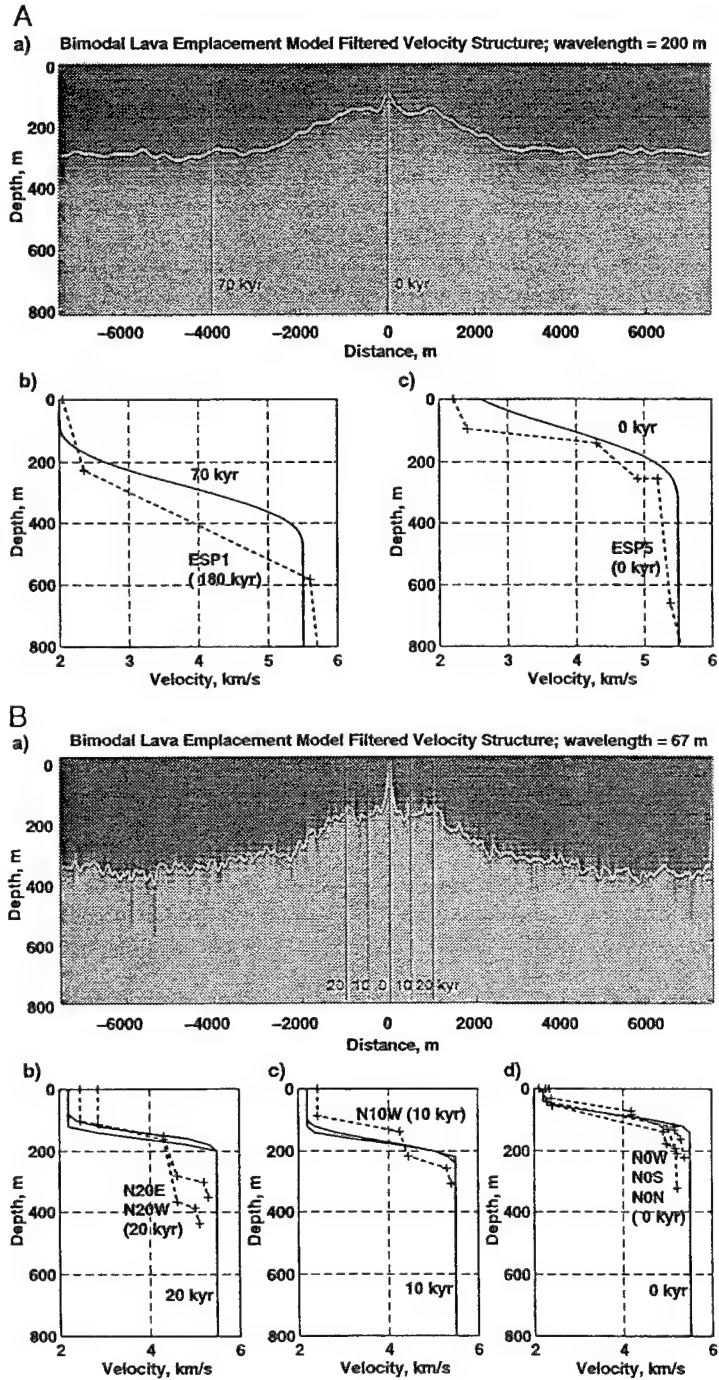 A
a) Bimodal Lava Emplacement Model Filtered Velocity Structure; wavelength = 200 m
0
200
400
600
800
Depth, m
70 kyr
0 kyr
−6000 −4000 −2000 0 2000 4000 6000
Distance, m
b)
0
200
400
600
800
Depth, m
70 kyr
ESP1
( 180 kyr)
2 3 4 5 6
Velocity, km/s
c)
0
200
400
600
800
Depth, m
0 kyr
ESP5
(0 kyr)
2 3 4 5 6
Velocity, km/s
B
a) Bimodal Lava Emplacement Model Filtered Velocity Structure; wavelength = 67 m
0
200
400
600
800
Depth, m
20 10 0 10 20 kyr
−6000 −4000 −2000 0 2000 4000 6000
Distance, m
b)
0
200
400
600
800
Depth, m
N20E
N20W
(20 kyr)
20 kyr
2 4 6
Velocity, km/s
c)
0
200
400
600
800
Depth, m
N10W (10 kyr)
10 kyr
2 4 6
Velocity, km/s
d)
0
200
400
600
800
Depth, m
N0W
N0S
N0N
( 0 kyr)
0 kyr
2 4 6
Velocity, km/s